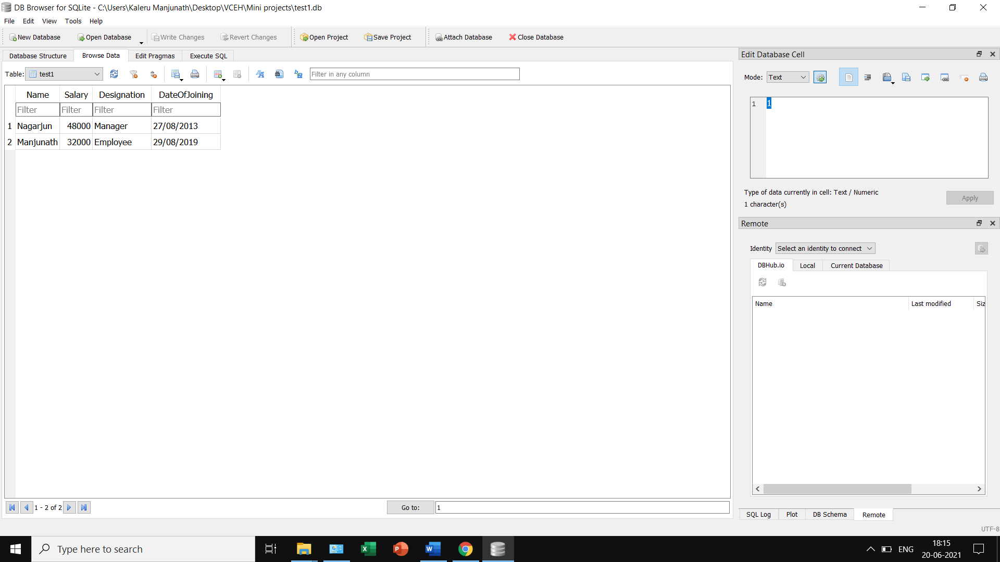 DB Browser for SQLite - C:\Users\Kaleru Manjunath\Desktop\VCEH\Mini projects\test1.db
File Edit View Tools Help
New Database Open Database Write Changes Revert Changes Open Project Save Project Attach Database Close Database
Database Structure Browse Data Edit Pragmas Execute SQL
Table: test1 Filter in any column
Name Salary Designation DateOfJoining
Filter Filter Filter Filter
1 Nagarjun 48000 Manager 27/08/2013
2 Manjunath 32000 Employee 29/08/2019
1 - 2 of 2 Go to: 1
Edit Database Cell
Mode: Text
1 1
Type of data currently in cell: Text / Numeric
1 character(s)
Apply
Remote
Identity Select an identity to connect
DBHub.io Local Current Database
Name Last modified Siz
SQL Log Plot DB Schema Remote
UTF-8
Type here to search
ENG
18:15
20-06-2021